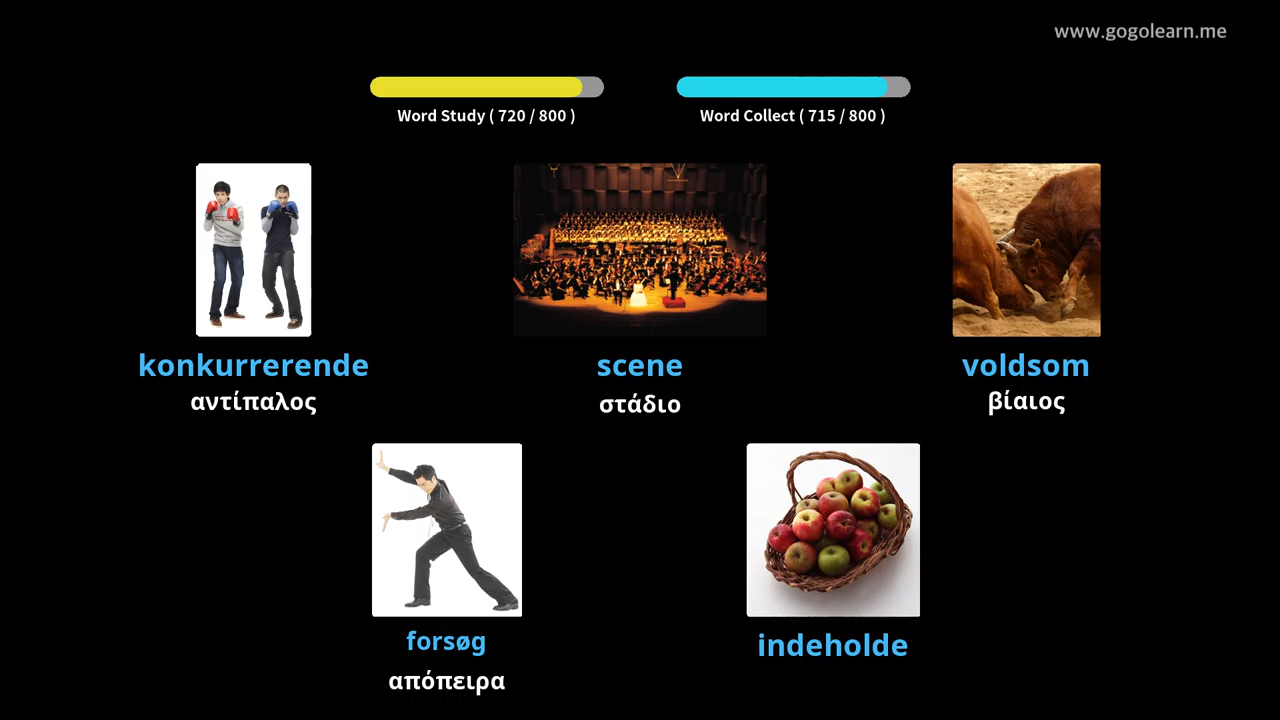 www.gogolearn.me
Word Study ( 720 / 800 )
Word Collect ( 715 / 800 )
konkurrerende
αντίπαλος
scene
στάδιο
voldsom
βίαιος
forsøg
απόπειρα
indeholde